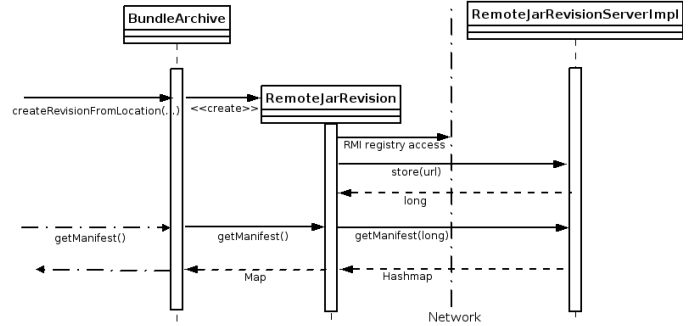 BundleArchive
RemoteJarRevisionServerImpl
createRevisionFromLocation(...)
<<create>>
RemoteJarRevision
RMI registry access
store(url)
long
getManifest()
getManifest()
getManifest(long)
Map
Hashmap
Network